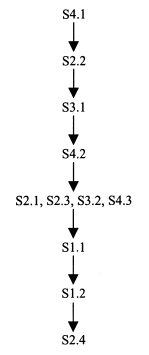 S4.1
S2.2
S3.1
S4.2
S2.1, S2.3, S3.2, S4.3
S1.1
S1.2
S2.4